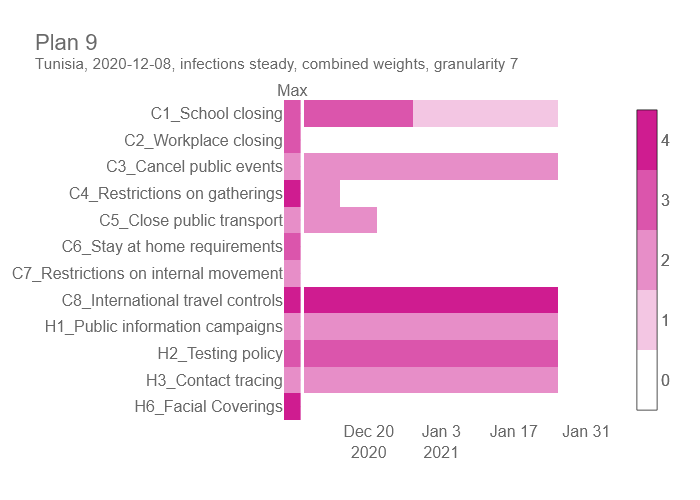 Plan 9
Tunisia, 2020-12-08, infections steady, combined weights, granularity 7
Max
C1_School closing
C2_Workplace closing
C3_Cancel public events
C4_Restrictions on gatherings
C5_Close public transport
C6_Stay at home requirements
C7_Restrictions on internal movement
C8_International travel controls
H1_Public information campaigns
H2_Testing policy
H3_Contact tracing
H6_Facial Coverings
4
3
2
1
0
Dec 20 Jan 3 Jan 17 Jan 31
2020 2021